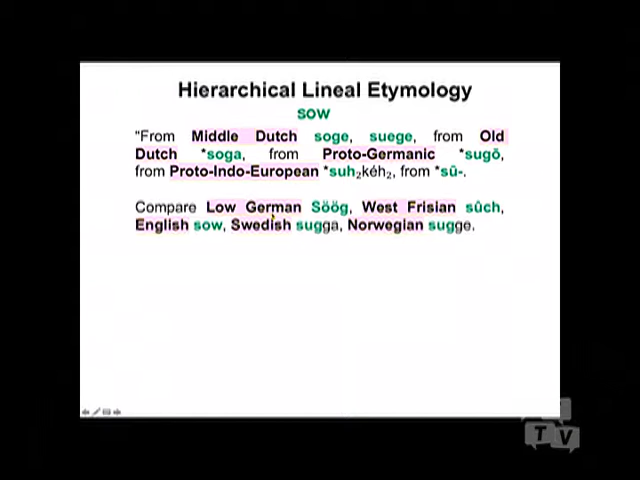 Hierarchical Lineal Etymology
sow
"From Middle Dutch soge, suege, from Old
Dutch *soga, from Proto-Germanic *sugō,
from Proto-Indo-European *suh₂kéh₂, from *sū-.
Compare Low German Söög, West Frisian sûch,
English sow, Swedish sugga, Norwegian sugge.
TV